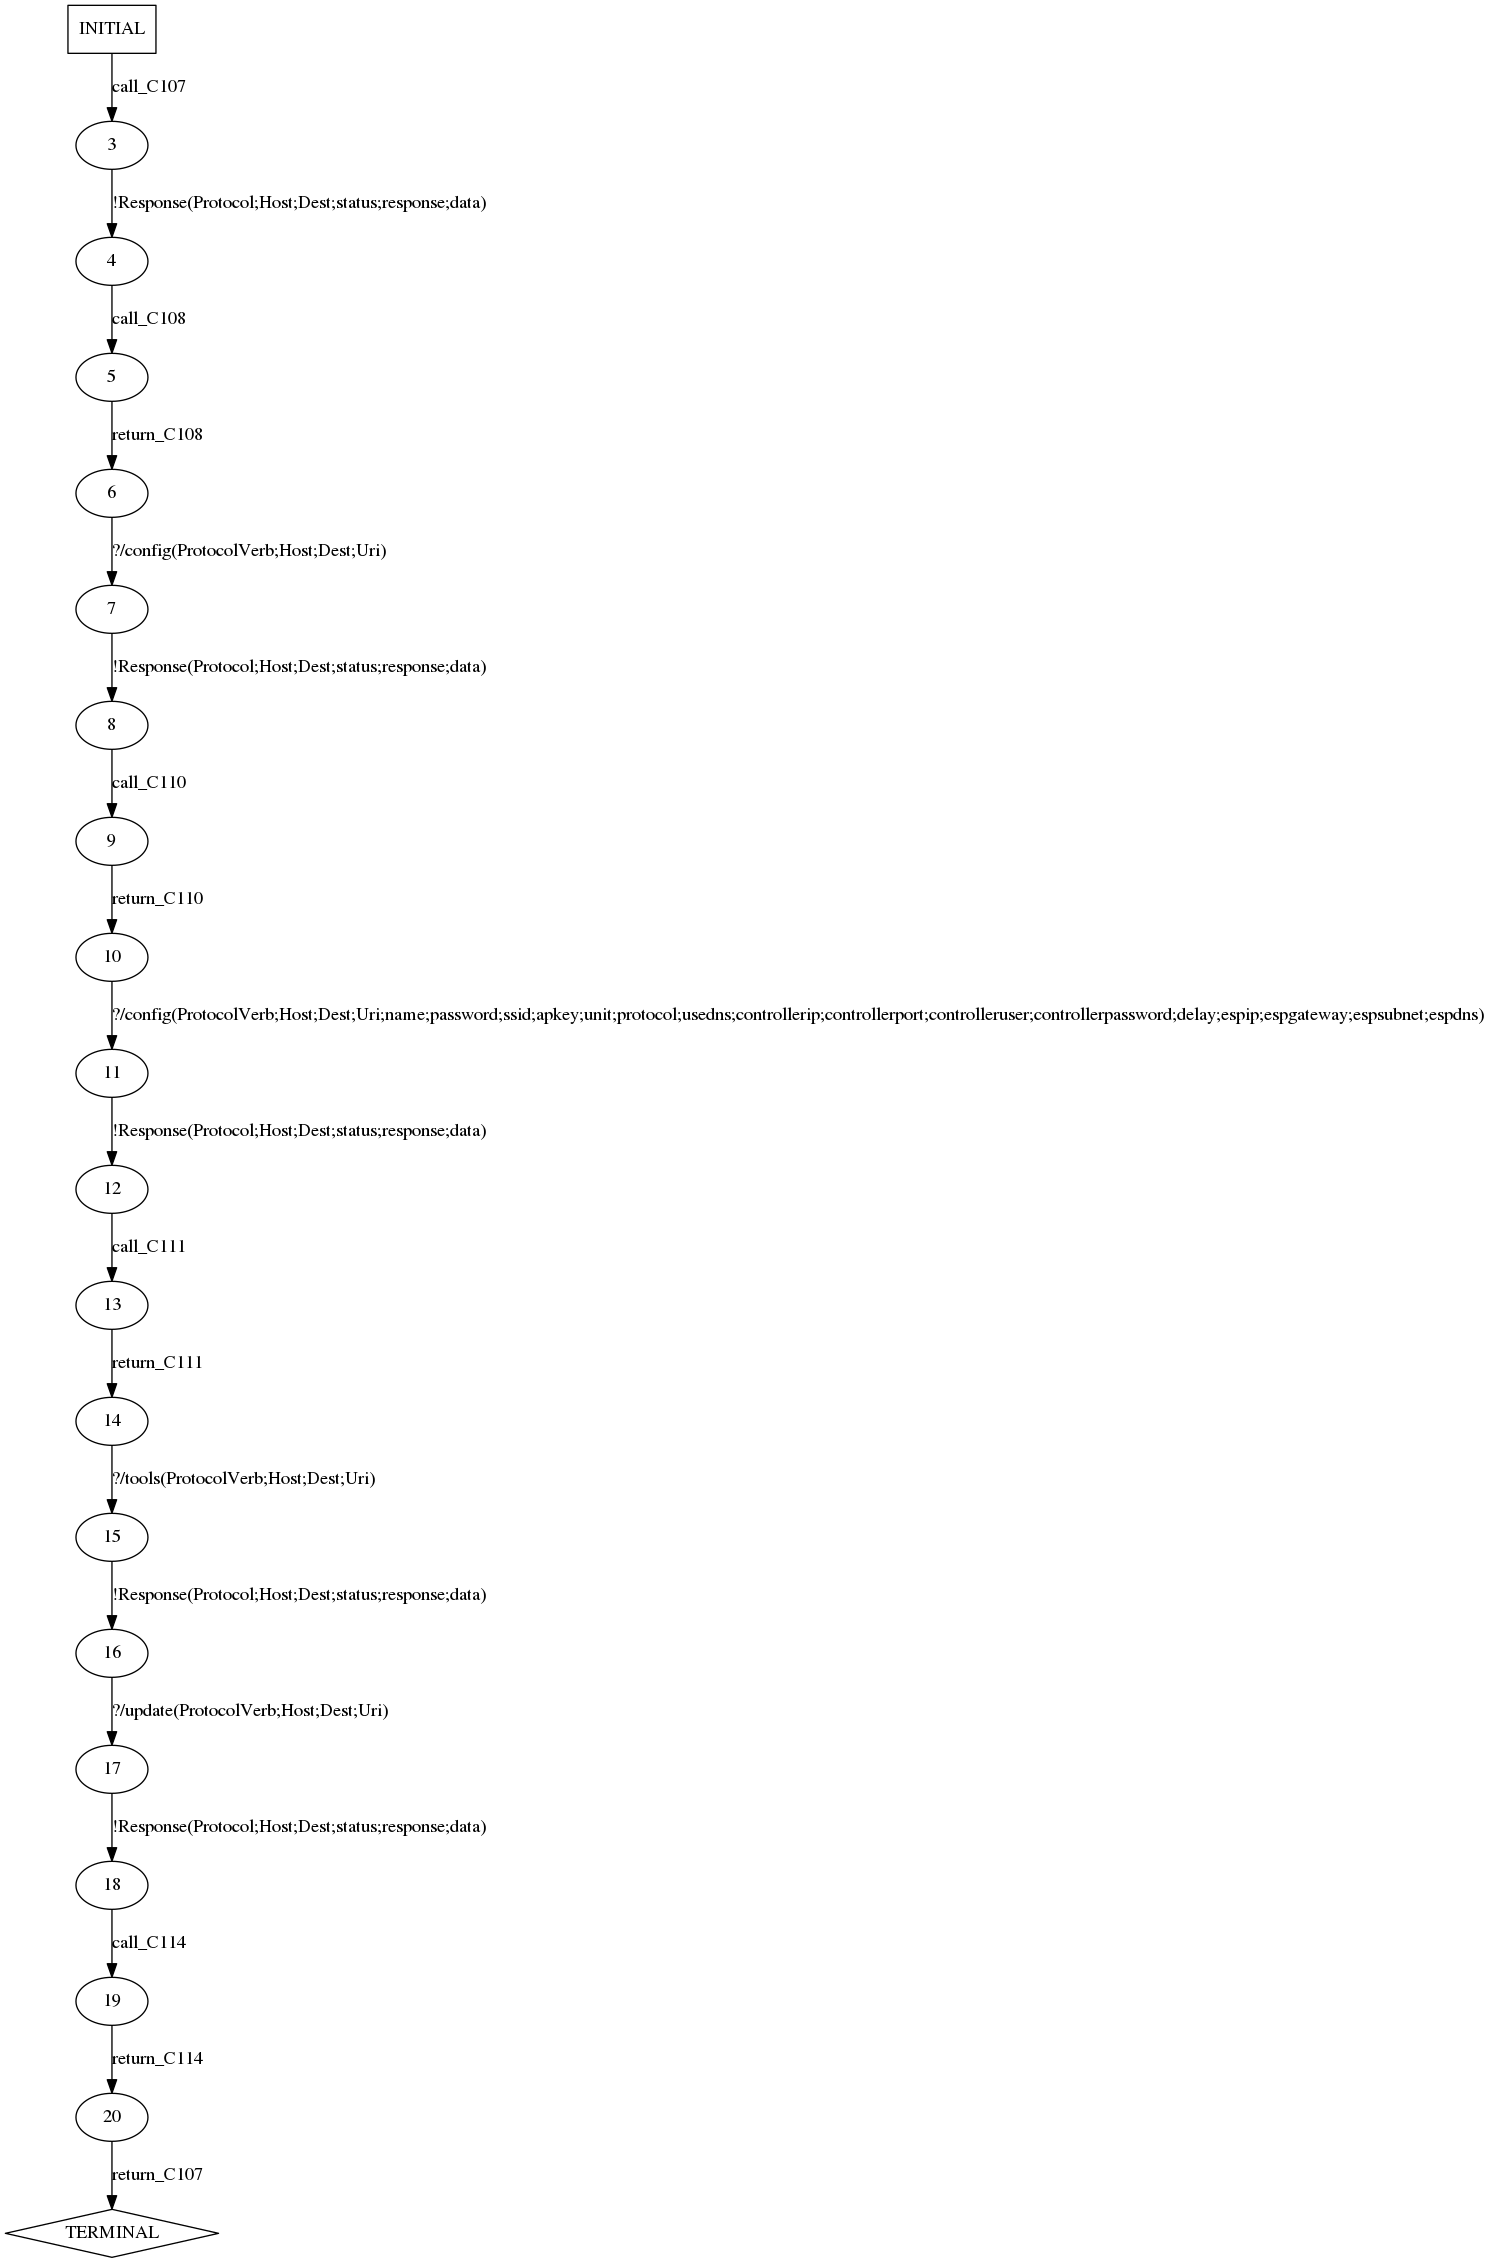 INITIAL
call_C107
3
!Response(Protocol;Host;Dest;status;response;data)
4
call_C108
5
return_C108
6
?/config(ProtocolVerb;Host;Dest;Uri)
7
!Response(Protocol;Host;Dest;status;response;data)
8
call_C110
9
return_C110
10
?/config(ProtocolVerb;Host;Dest;Uri;name;password;ssid;apkey;unit;protocol;usedns;controllerip;controllerport;controlleruser;controllerpassword;delay;espip;espgateway;espsubnet;espdns)
11
!Response(Protocol;Host;Dest;status;response;data)
12
call_C111
13
return_C111
14
?/tools(ProtocolVerb;Host;Dest;Uri)
15
!Response(Protocol;Host;Dest;status;response;data)
16
?/update(ProtocolVerb;Host;Dest;Uri)
17
!Response(Protocol;Host;Dest;status;response;data)
18
call_C114
19
return_C114
20
return_C107
TERMINAL